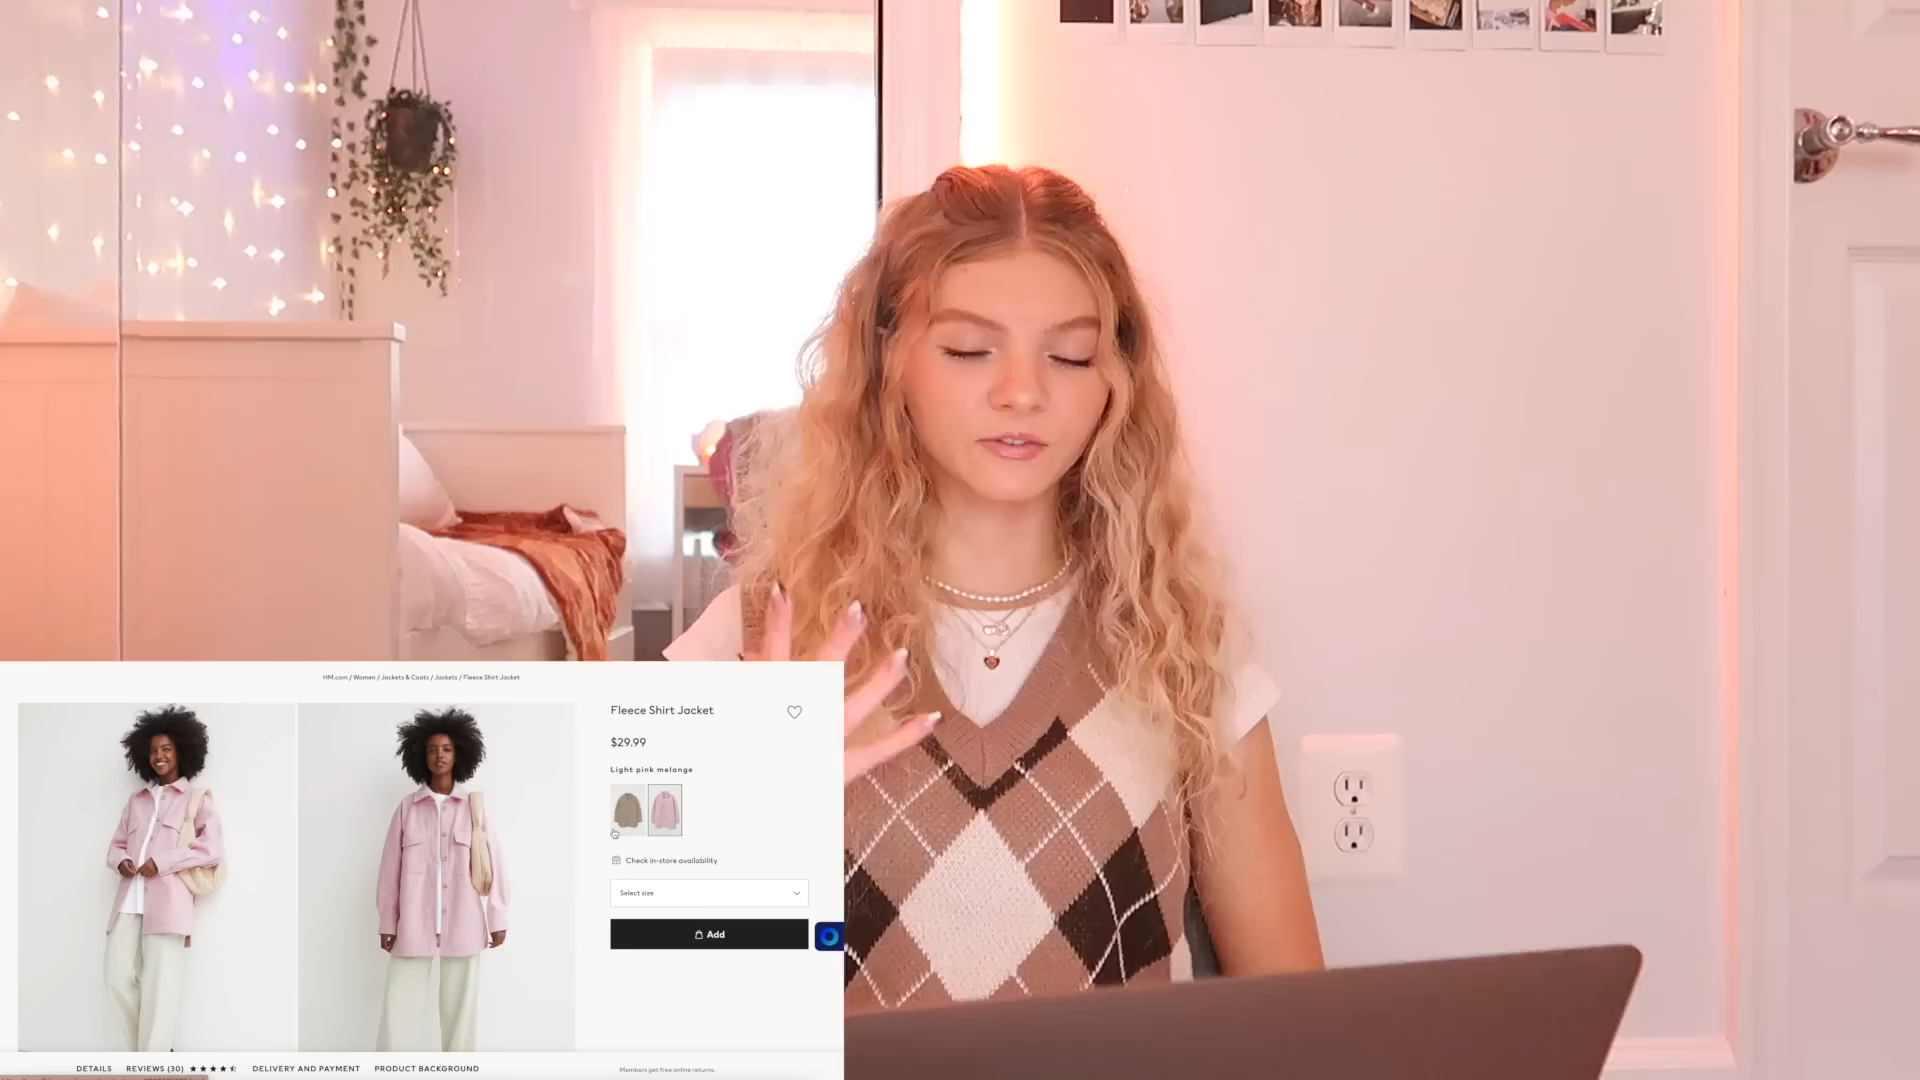 HM.com / Women / Jackets & Coats / Jackets / Fleece Shirt Jacket
Fleece Shirt Jacket
$29.99
Light pink melange
Check in-store availability
Select size
Add
DETAILS
REVIEWS (30)
DELIVERY AND PAYMENT
PRODUCT BACKGROUND
Members get free online returns.